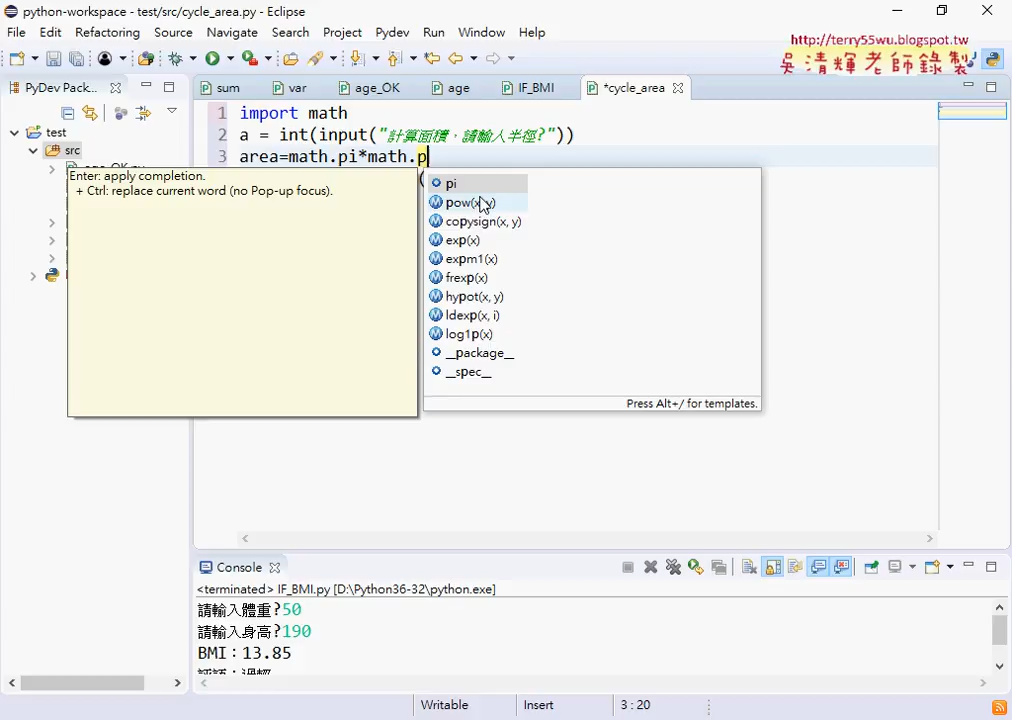 python-workspace - test/src/cycle_area.py - Eclipse
File Edit Refactoring Source Navigate Search Project Pydev Run Window Help
http://terry55wu.blogspot.tw
吳清輝老師錄製
PyDev Pack...
sum
var
age_OK
age
IF_BMI
*cycle_area
test
src
1 import math
2 a = int(input("計算面積，請輸入半徑?"))
3 area=math.pi*math.p
Enter: apply completion.
+ Ctrl: replace current word (no Pop-up focus).
pi
pow(x, y)
copysign(x, y)
exp(x)
expm1(x)
frexp(x)
hypot(x, y)
ldexp(x, i)
log1p(x)
__package__
__spec__
Press Alt+/ for templates.
Console
<terminated> IF_BMI.py [D:\Python36-32\python.exe]
請輸入體重?50
請輸入身高?190
BMI：13.85
Writable
Insert
3 : 20